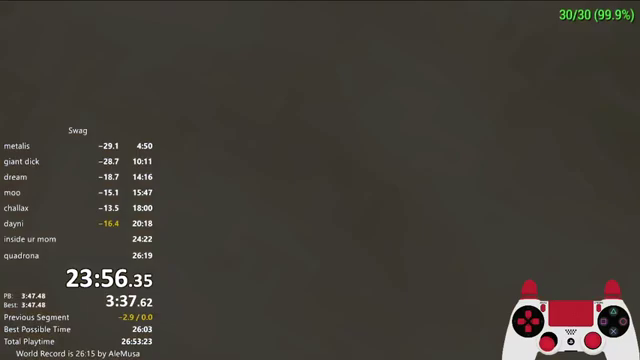 30/30 (99.9%)
Swag
metalis −29.1 4:50
giant dick −28.7 10:11
dream −18.7 14:16
moo −15.1 15:47
challax −13.5 18:00
dayni −16.4 20:18
inside ur mom 24:22
quadrona 26:19
23:56.35
PB: 3:47.48
Best: 3:47.48
3:37.62
Previous Segment −2.9 / 0.0
Best Possible Time 26:03
Total Playtime 26:53:23
World Record is 26:15 by AleMusa